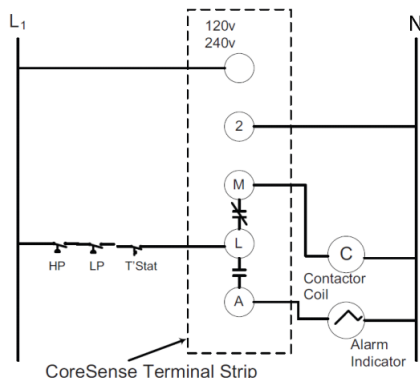 L1
N
120v
240v
2
M
L
HP
LP
T'Stat
C
Contactor
Coil
A
Alarm
Indicator
CoreSense Terminal Strip